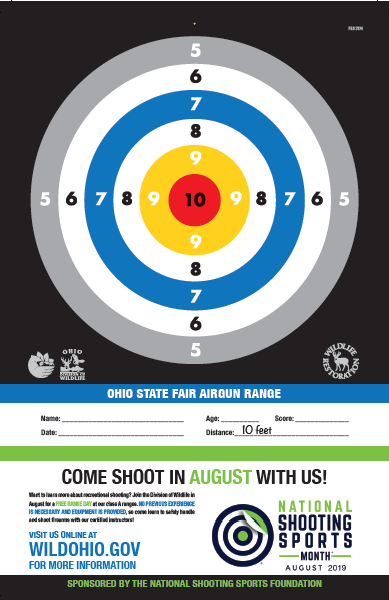 5
6
7
8
9
5 6 7 8 9 10 9 8 7 6 5
9
8
7
6
5
OHIO
DIVISION OF
WILDLIFE
WILDLIFE
RESTORATION
OHIO STATE FAIR AIRGUN RANGE
Name: Age: Score:
Date: Distance: 10 feet
COME SHOOT IN AUGUST WITH US!
Want to learn more about recreational shooting? Join the Division of Wildlife in
August for a FREE RANGE DAY at our class A ranges. NO PREVIOUS EXPERIENCE
IS NECESSARY AND EQUIPMENT IS PROVIDED, so come learn to safely handle
and shoot firearms with our certified instructors!
VISIT US ONLINE AT
WILDOHIO.GOV
FOR MORE INFORMATION
NATIONAL
SHOOTING
SPORTS
MONTH
AUGUST 2019
SPONSORED BY THE NATIONAL SHOOTING SPORTS FOUNDATION